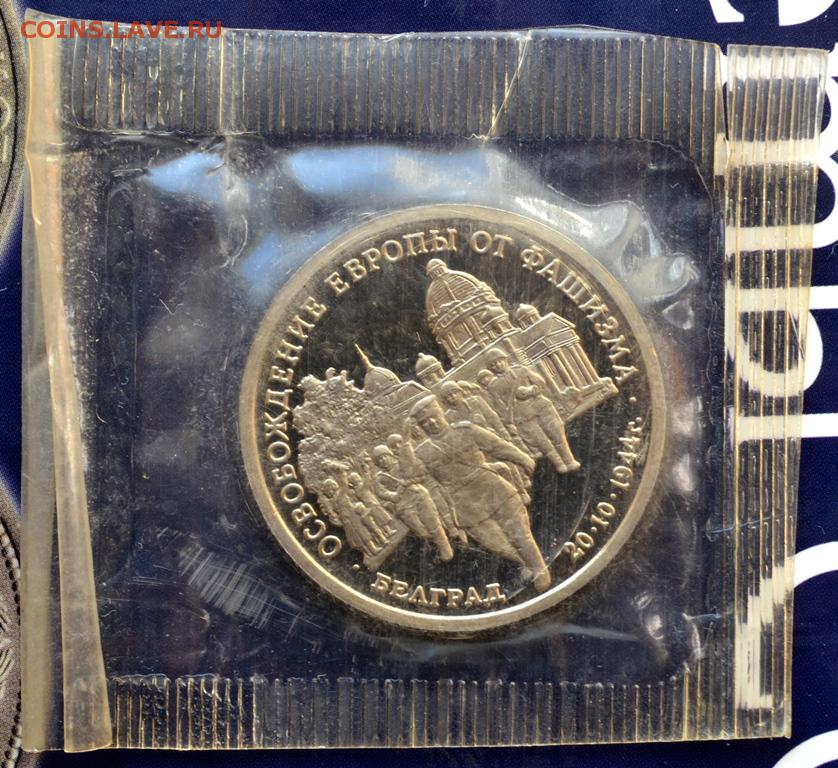 COINS.LAVE.RU
· ОСВОБОЖДЕНИЕ ЕВРОПЫ ОТ ФАШИЗМА ·
БЕЛГРАД
20·10·1944г.